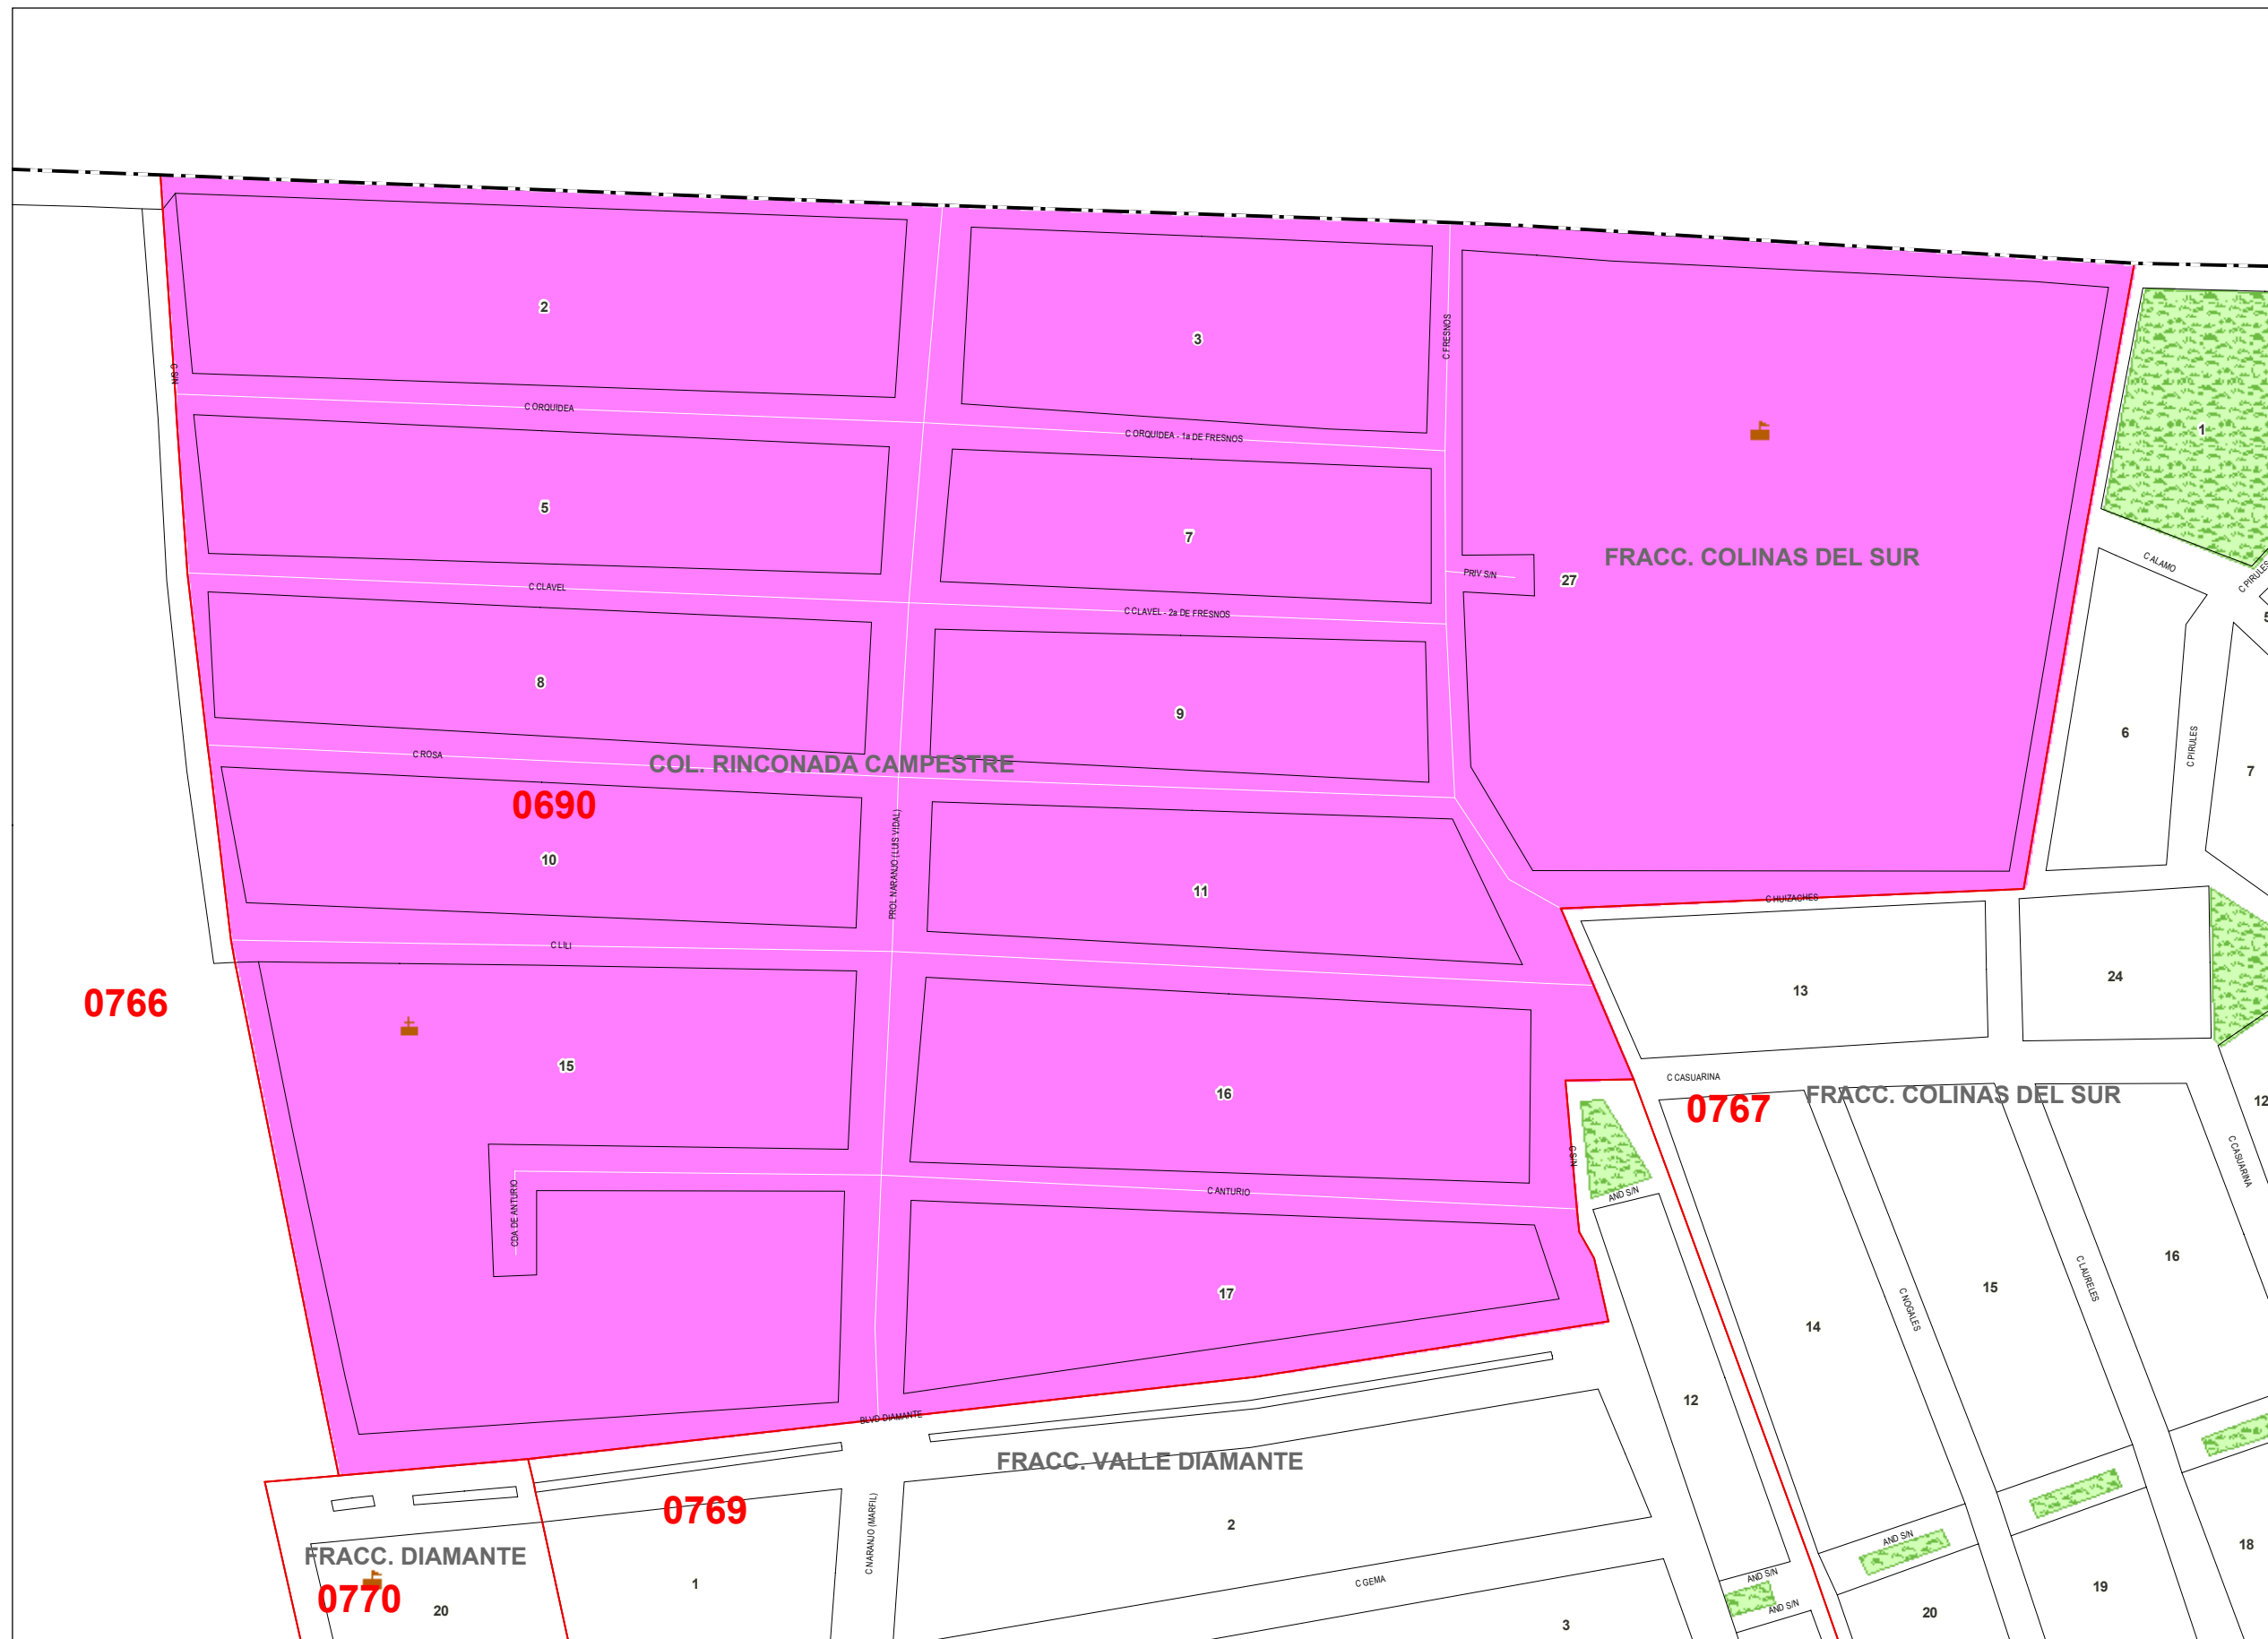 2
3
C FRESNOS
C S/N
C ORQUIDEA
C ORQUIDEA - 1a DE FRESNOS
1
5
7
FRACC. COLINAS DEL SUR
C ALAMO
C PIRULES
PRIV S/N
27
C CLAVEL
C CLAVEL - 2a DE FRESNOS
5
8
9
6
C PIRULES
7
C ROSA
COL. RINCONADA CAMPESTRE
0690
10
PROL NARANJO (LUIS VIDAL)
11
C HUIZACHES
C LILI
0766
13
24
15
16
C CASUARINA
FRACC. COLINAS DEL SUR
0767
12
C S/N
AND S/N
C CASUARINA
CDA DE ANTURIO
C ANTURIO
17
16
15
C LAURELES
C NOGALES
14
12
BLVD DIAMANTE
FRACC. VALLE DIAMANTE
0769
C NARANJO (MARFIL)
2
FRACC. DIAMANTE
0770
20
1
C GEMA
3
AND S/N
AND S/N
AND S/N
18
19
20